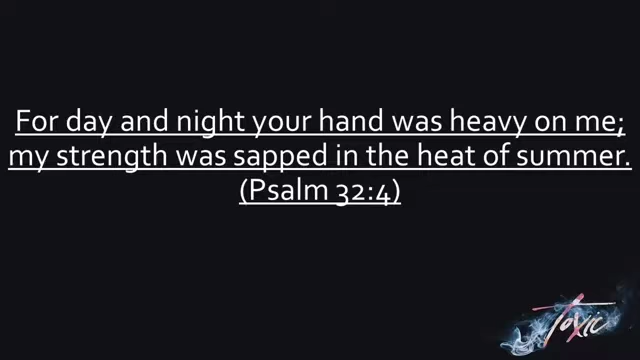 For day and night your hand was heavy on me;
my strength was sapped in the heat of summer.
(Psalm 32:4)
Toxic